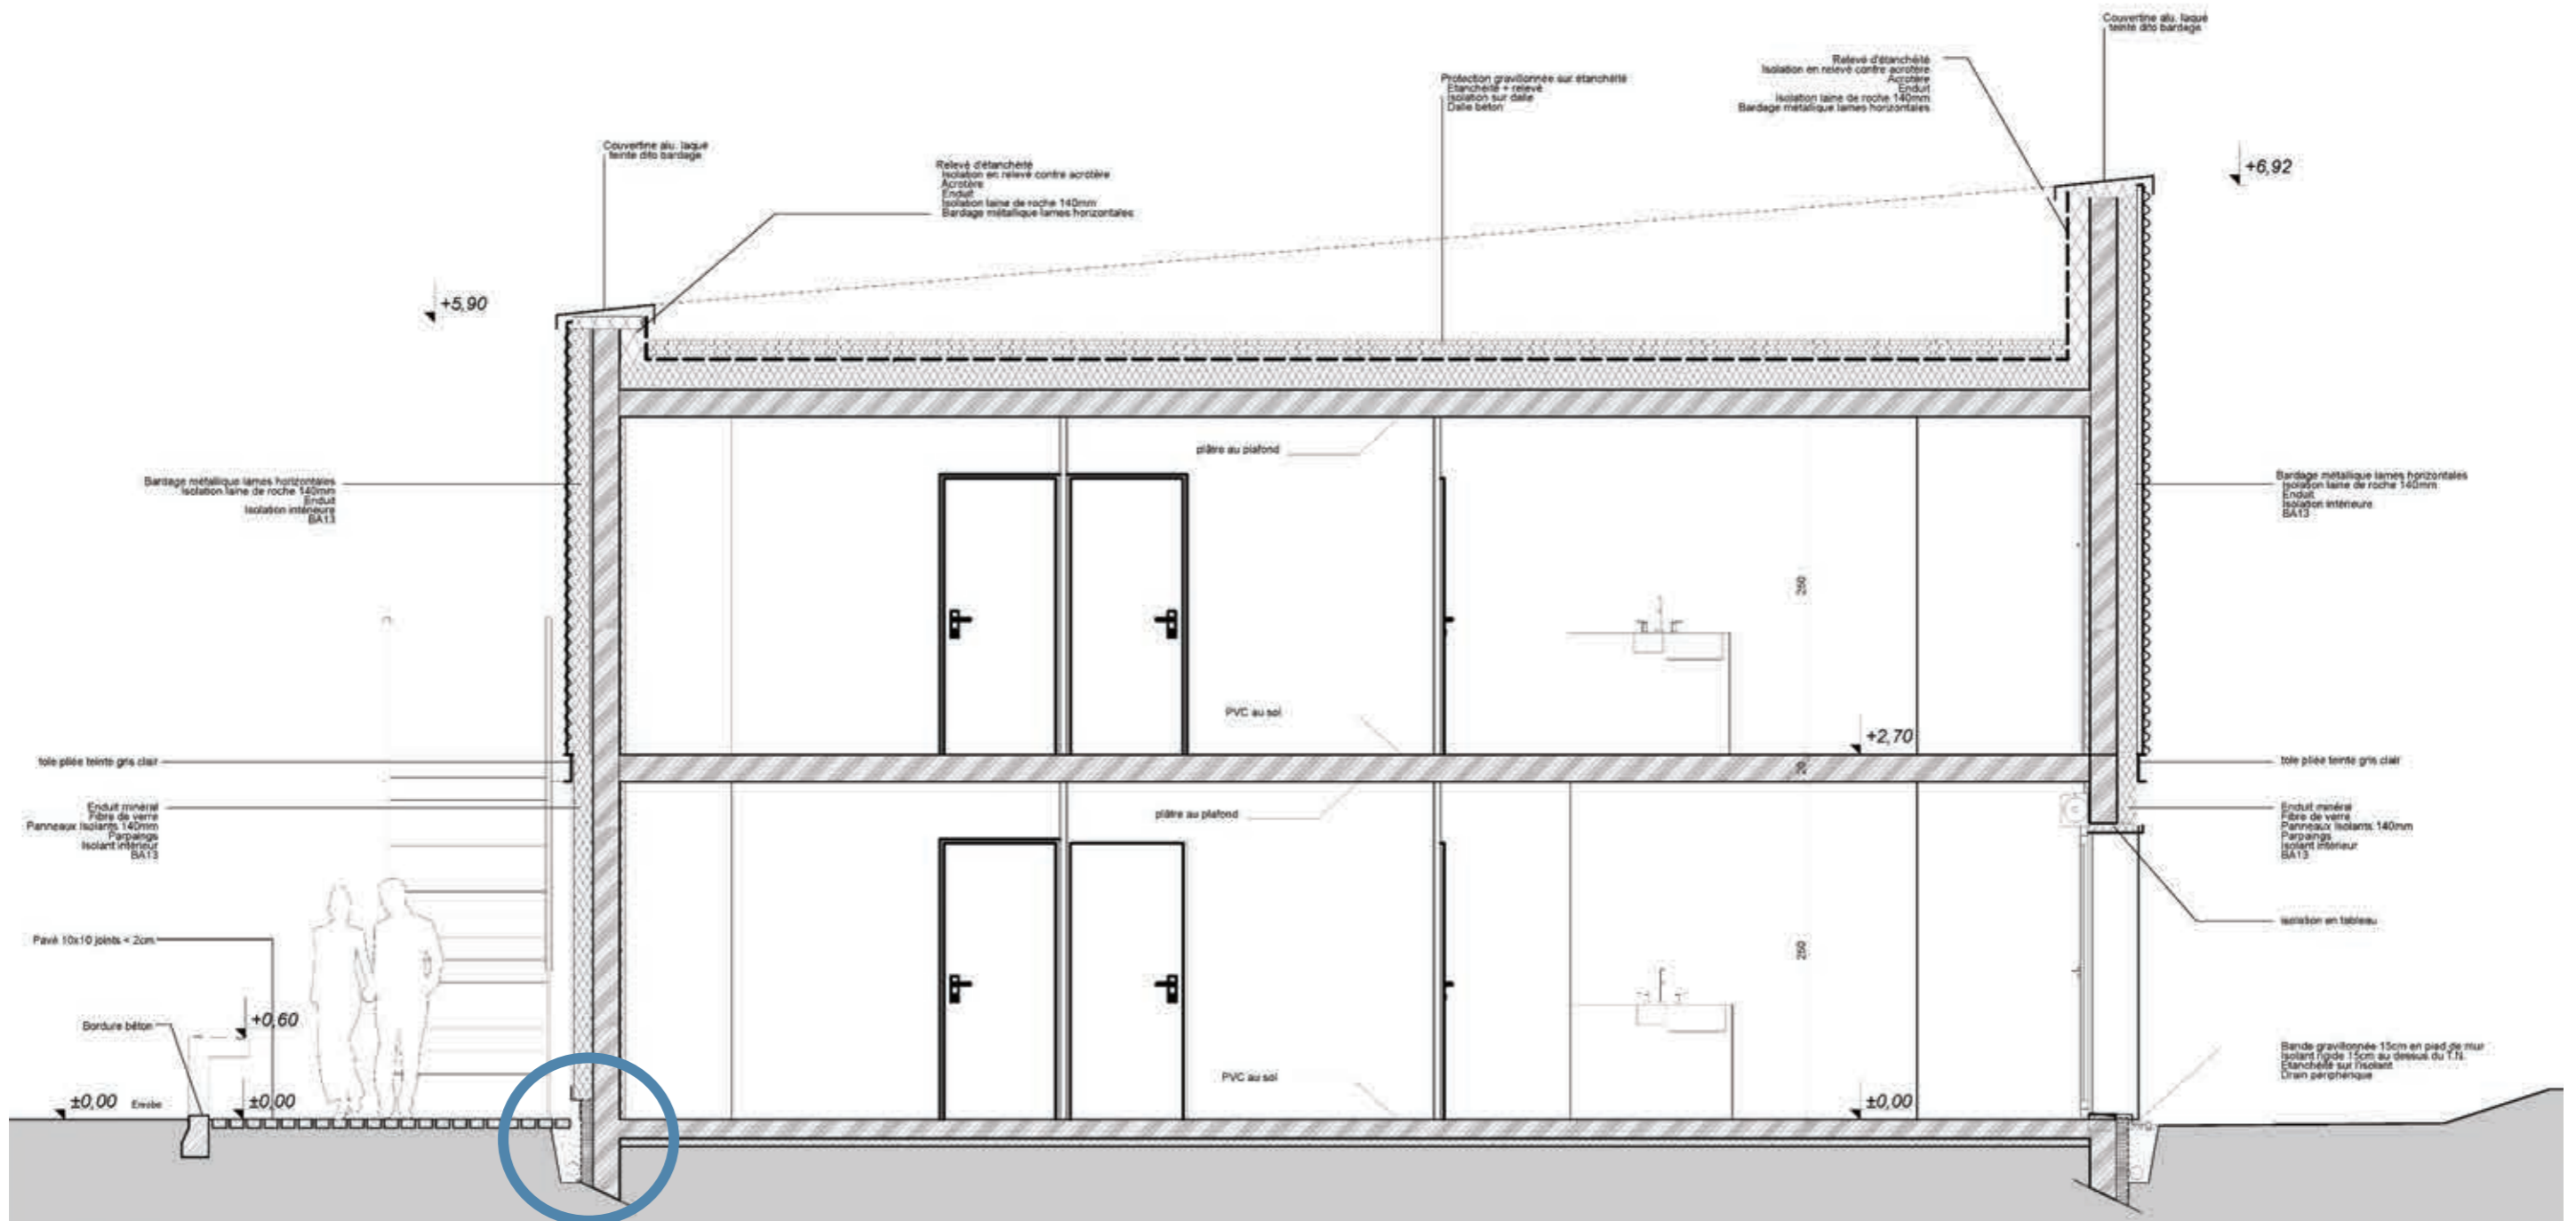 Couvertine alu. laqué
teinte dito bardage
Relevé d'étanchéité
Isolation en relevé contre acrotère
Acrotère
Enduit
Isolation laine de roche 140mm
Bardage métallique lames horizontales
Protection gravillonnée sur étanchéité
Etanchéité + relevé
Isolation sur dalle
Dalle béton
Couvertine alu. laqué
teinte dito bardage
Relevé d'étanchéité
Isolation en relevé contre acrotère
Acrotère
Enduit
Isolation laine de roche 140mm
Bardage métallique lames horizontales
+6,92
+5,90
plâtre au plafond
Bardage métallique lames horizontales
Isolation laine de roche 140mm
Enduit
Isolation intérieure
BA13
Bardage métallique lames horizontales
Isolation laine de roche 140mm
Enduit
Isolation intérieure
BA13
260
PVC au sol
+2,70
tole pliée teinte gris clair
20
tole pliée teinte gris clair
Enduit minéral
Fibre de verre
Panneaux isolants 140mm
Parpaings
Isolant intérieur
BA13
plâtre au plafond
Enduit minéral
Fibre de verre
Panneaux isolants 140mm
Parpaings
Isolant intérieur
BA13
isolation en tableau
Pavé 10x10 joints < 2cm
260
Bordure béton
+0,60
Bande gravillonnée 15cm en pied de mur
Isolant rigide 15cm au dessus du T.N.
Etanchéité sur l'isolant
Drain périphérique
PVC au sol
±0,00
Enrobé
±0,00
±0,00